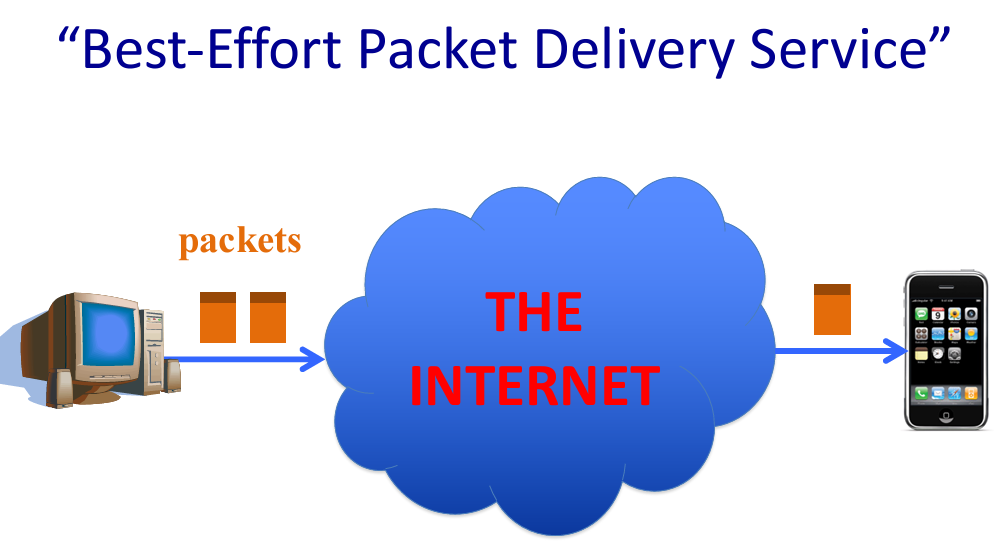 “Best-Effort Packet Delivery Service”
packets
THE
INTERNET